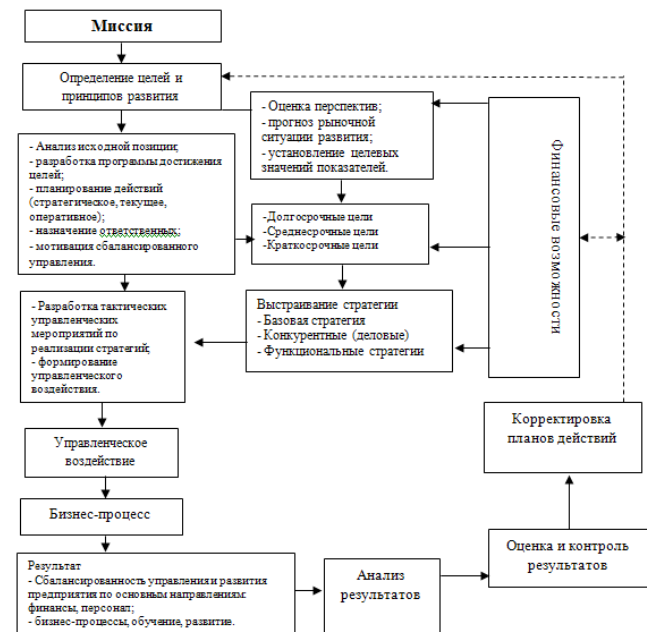 Миссия
Определение целей и
принципов развития
- Оценка перспектив;
- прогноз рыночной
ситуации развития;
- установление целевых
значений показателей.
Финансовые возможности
- Анализ исходной позиции;
- разработка программы достижения
целей;
- планирование действий
(стратегическое, текущее,
оперативное);
- назначение ответственных;
- мотивация сбалансированного
управления.
-Долгосрочные цели
-Среднесрочные цели
-Краткосрочные цели
- Разработка тактических
управленческих
мероприятий по
реализации стратегий;
- формирование
управленческого
воздействия.
Выстраивание стратегии
- Базовая стратегия
- Конкурентные (деловые)
- Функциональные стратегии
Корректировка
планов действий
Управленческое
воздействие
Бизнес-процесс
Оценка и контроль
результатов
Результат
- Сбалансированность управления и развития
предприятия по основным направлениям:
финансы, персонал;
- бизнес-процессы, обучение, развитие.
Анализ
результатов